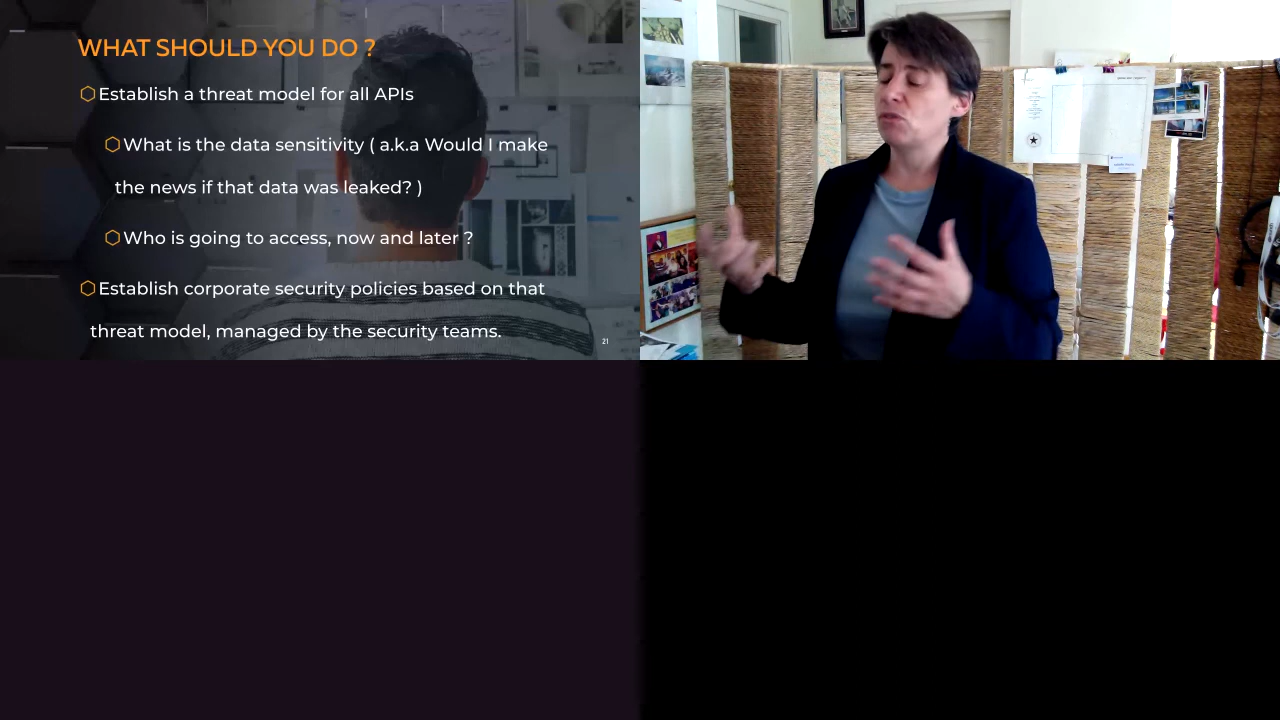 WHAT SHOULD YOU DO ?
Establish a threat model for all APIs
What is the data sensitivity ( a.k.a Would I make
the news if that data was leaked? )
Who is going to access, now and later ?
Establish corporate security policies based on that
threat model, managed by the security teams.
21